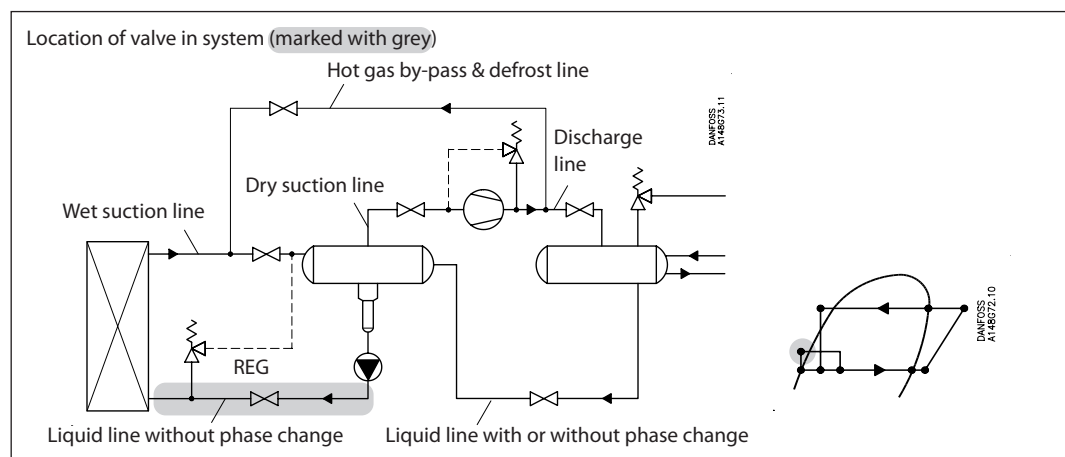 Location of valve in system (marked with grey)
Hot gas by-pass & defrost line
DANFOSS
A148G73.11
Discharge
line
Dry suction line
Wet suction line
REG
DANFOSS
A148G72.10
Liquid line without phase change
Liquid line with or without phase change